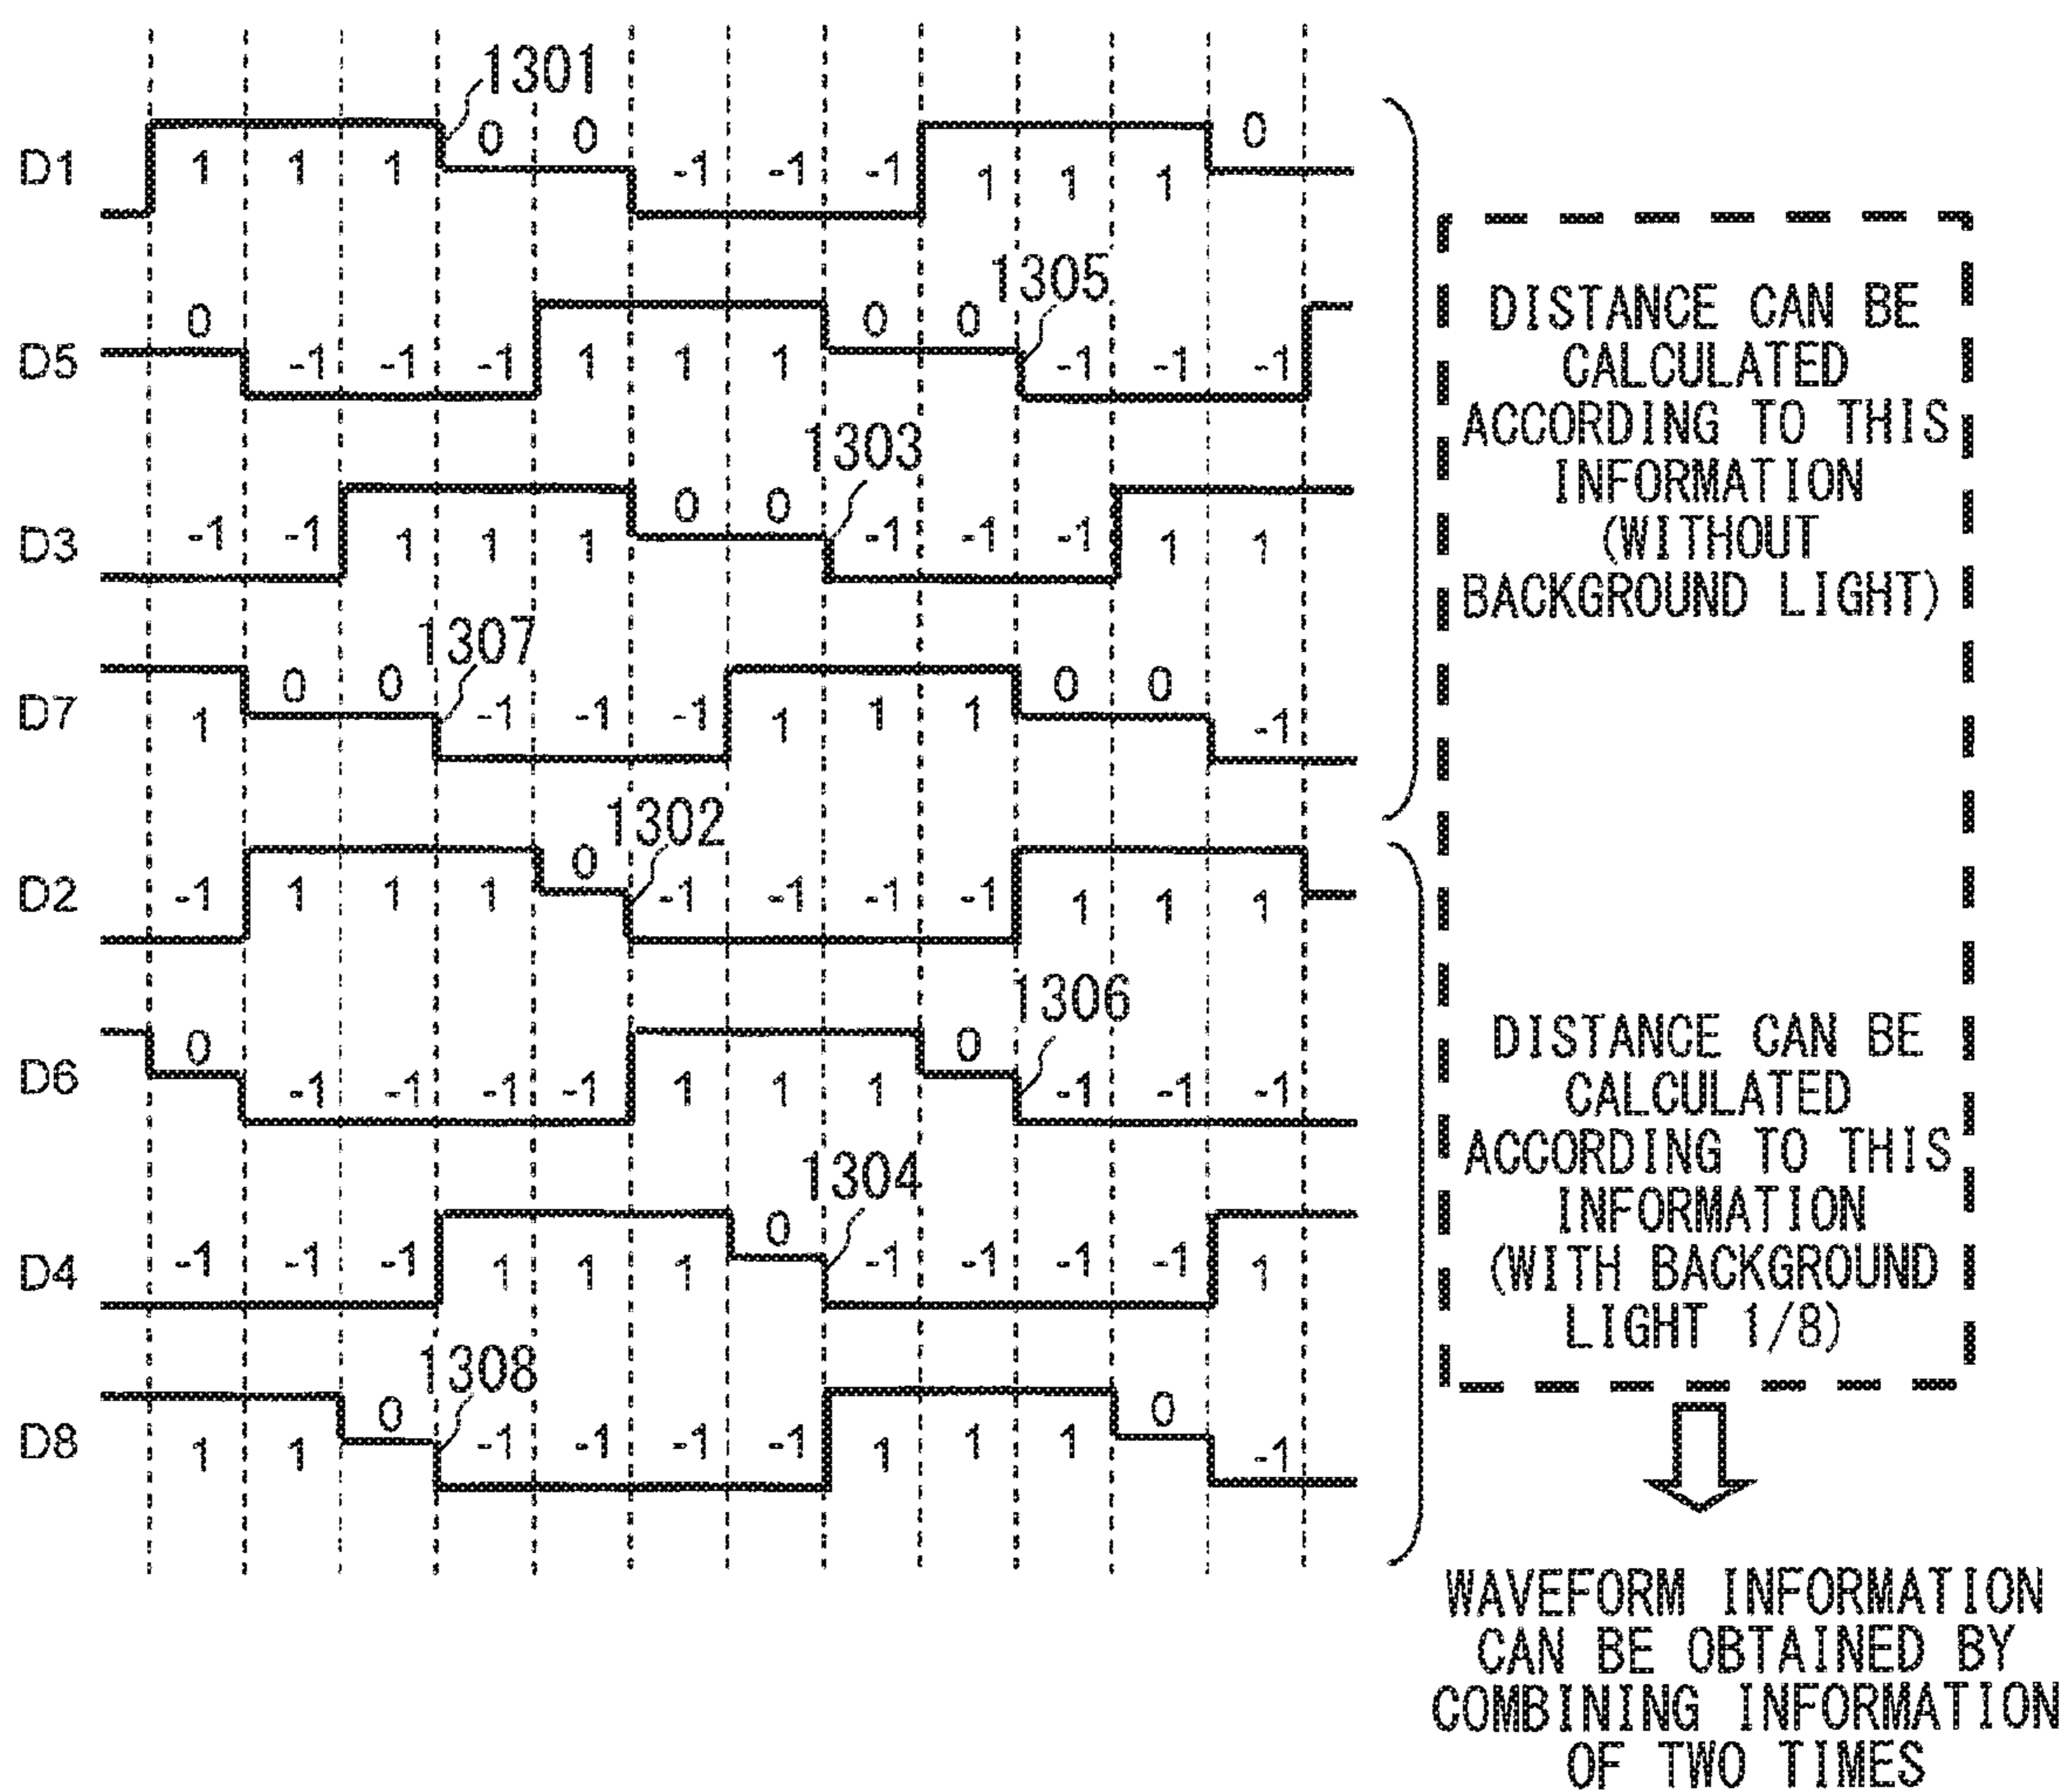 1301
D1 1 1 1 0 0 -1 -1 -1 1 1 1 0
1305
D5 0 -1 -1 -1 1 1 1 0 0 -1 -1 -1
1303
D3 -1 -1 1 1 1 0 0 -1 -1 -1 1 1
1307
D7 1 0 0 -1 -1 -1 1 1 1 0 0 -1
1302
D2 -1 1 1 1 0 -1 -1 -1 -1 1 1 1
1306
D6 0 -1 -1 -1 -1 1 1 1 0 -1 -1 -1
1304
D4 -1 -1 -1 1 1 1 0 -1 -1 -1 -1 1
1308
D8 1 1 0 -1 -1 -1 -1 1 1 1 0 -1
DISTANCE CAN BE
CALCULATED
ACCORDING TO THIS
INFORMATION
(WITHOUT
BACKGROUND LIGHT)
DISTANCE CAN BE
CALCULATED
ACCORDING TO THIS
INFORMATION
(WITH BACKGROUND
LIGHT 1/8)
WAVEFORM INFORMATION
CAN BE OBTAINED BY
COMBINING INFORMATION
OF TWO TIMES